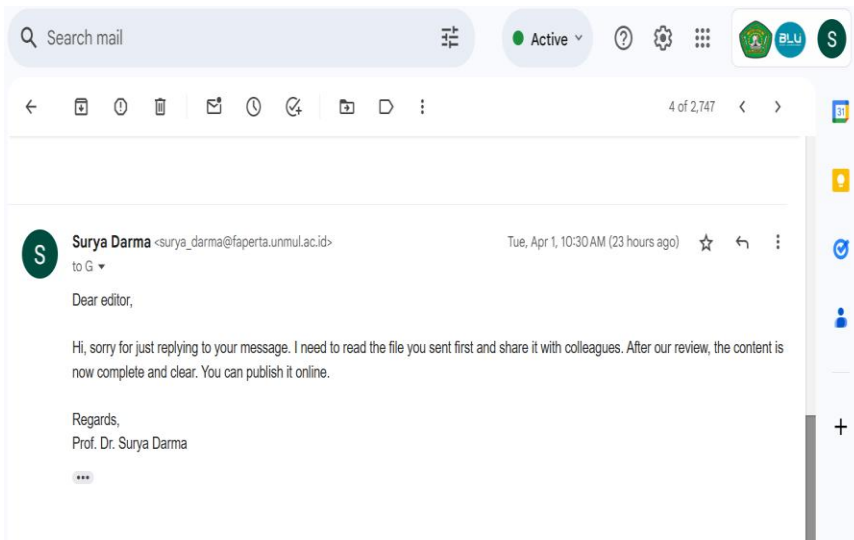 Search mail
Active
BLU
S
4 of 2,747
31
S
Surya Darma <surya_darma@faperta.unmul.ac.id>
Tue, Apr 1, 10:30 AM (23 hours ago)
to G
Dear editor,
Hi, sorry for just replying to your message. I need to read the file you sent first and share it with colleagues. After our review, the content is
now complete and clear. You can publish it online.
Regards,
Prof. Dr. Surya Darma